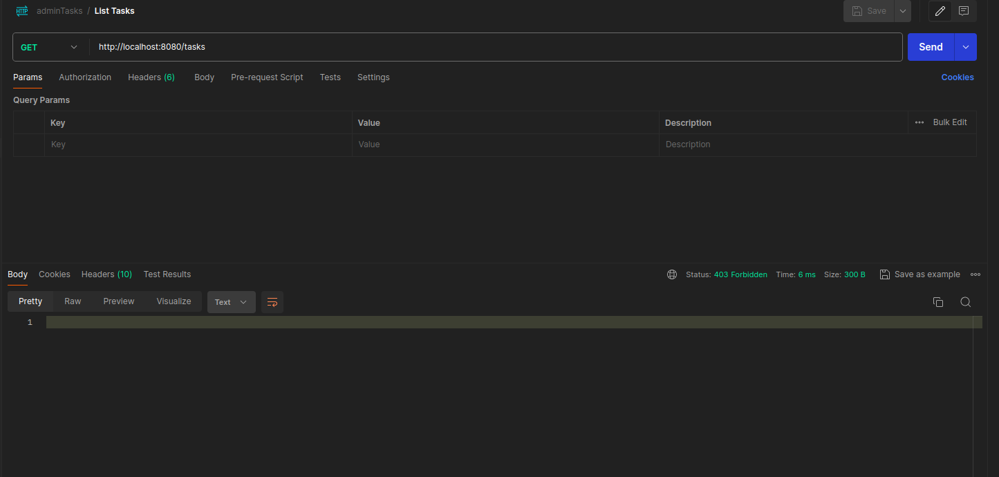 HTTP adminTasks / List Tasks Save
GET http://localhost:8080/tasks Send
Params Authorization Headers (6) Body Pre-request Script Tests Settings Cookies
Query Params
Key Value Description Bulk Edit
Key Value Description
Body Cookies Headers (10) Test Results Status: 403 Forbidden Time: 6 ms Size: 300 B Save as example
Pretty Raw Preview Visualize Text
1